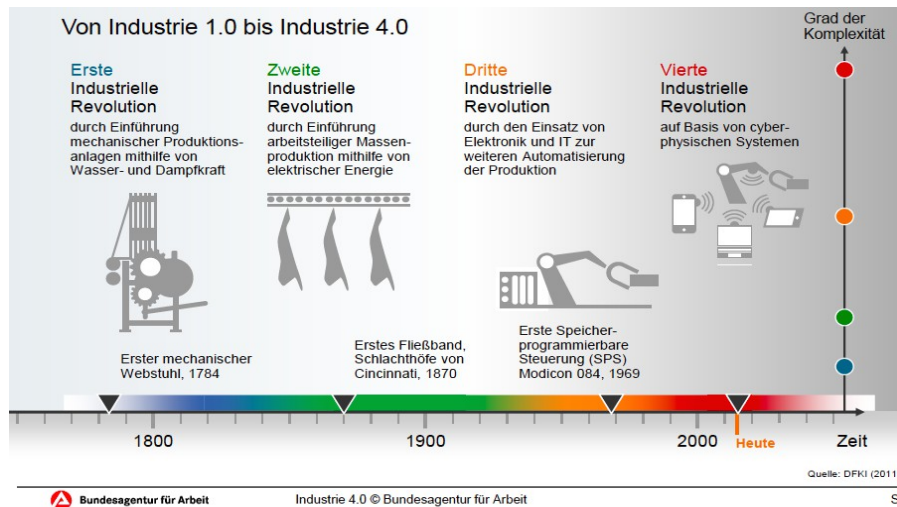 Von Industrie 1.0 bis Industrie 4.0
Grad der
Komplexität
Erste
Industrielle
Revolution
durch Einführung
mechanischer Produktions-
anlagen mithilfe von
Wasser- und Dampfkraft
Zweite
Industrielle
Revolution
durch Einführung
arbeitsteiliger Massen-
produktion mithilfe von
elektrischer Energie
Dritte
Industrielle
Revolution
durch den Einsatz von
Elektronik und IT zur
weiteren Automatisierung
der Produktion
Vierte
Industrielle
Revolution
auf Basis von cyber-
physischen Systemen
Erster mechanischer
Webstuhl, 1784
Erstes Fließband,
Schlachthöfe von
Cincinnati, 1870
Erste Speicher-
programmierbare
Steuerung (SPS)
Modicon 084, 1969
1800
1900
2000
Heute
Zeit
Quelle: DFKI (2011
Bundesagentur für Arbeit
Industrie 4.0 © Bundesagentur für Arbeit
S